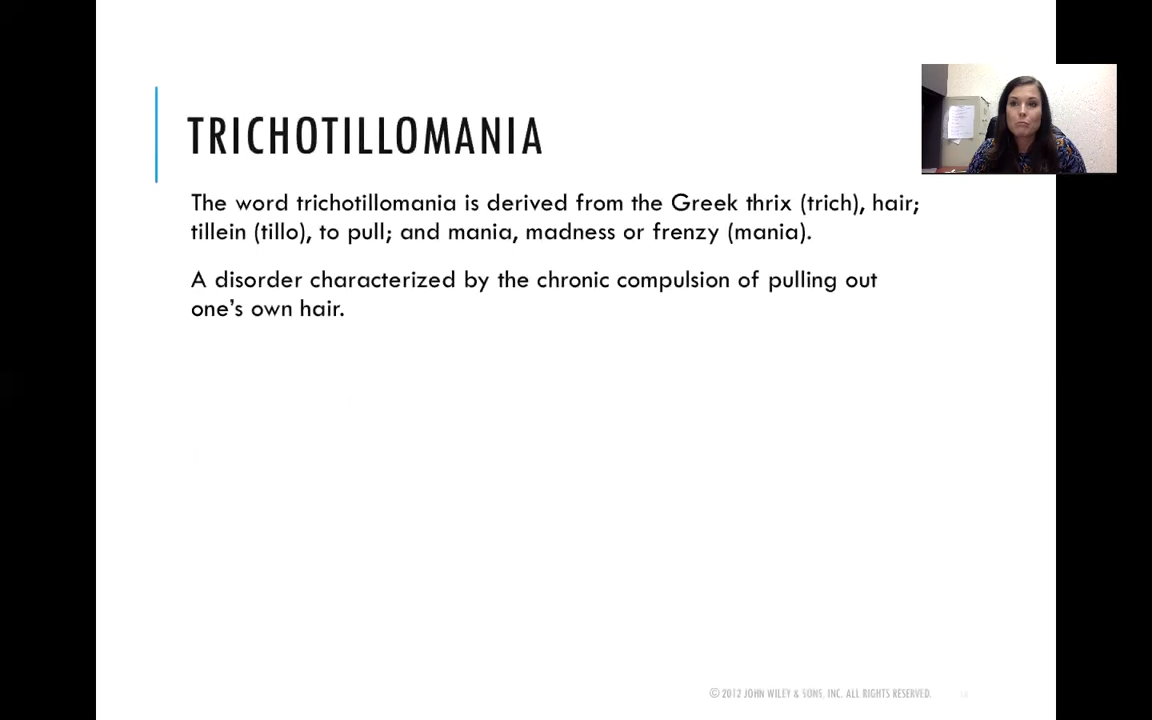 TRICHOTILLOMANIA
The word trichotillomania is derived from the Greek thrix (trich), hair;
tillein (tillo), to pull; and mania, madness or frenzy (mania).
A disorder characterized by the chronic compulsion of pulling out
one's own hair.
© 2012 JOHN WILEY & SONS, INC. ALL RIGHTS RESERVED.